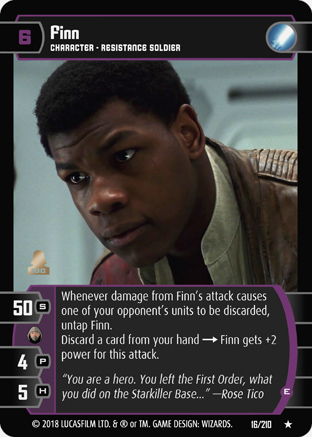 6
Finn
CHARACTER • RESISTANCE SOLDIER
50 S
4 P
5 H
Whenever damage from Finn's attack causes
one of your opponent's units to be discarded,
untap Finn.
Discard a card from your hand → Finn gets +2
power for this attack.
"You are a hero. You left the First Order, what
you did on the Starkiller Base..." —Rose Tico
E
© 2018 LUCASFILM LTD. & ® or TM. GAME DESIGN: WIZARDS.
16/210 ★